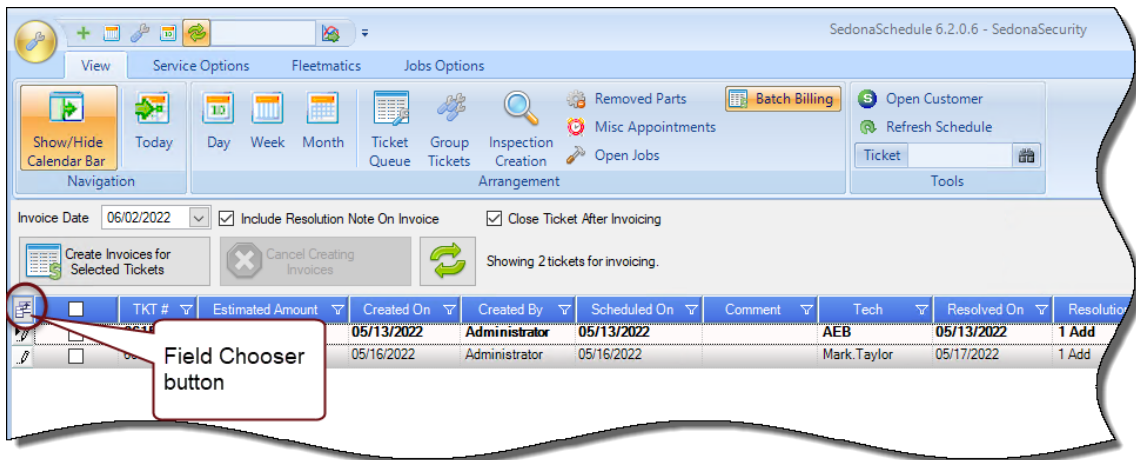 SedonaSchedule 6.2.0.6 - SedonaSecurity
View Service Options Fleetmatics Jobs Options
Show/Hide Calendar Bar
Today
Navigation
Day Week Month
Ticket Queue
Group Tickets
Inspection Creation
Removed Parts
Misc Appointments
Open Jobs
Batch Billing
Arrangement
Open Customer
Refresh Schedule
Ticket
Tools
Invoice Date 06/02/2022 Include Resolution Note On Invoice Close Ticket After Invoicing
Create Invoices for
Selected Tickets
Cancel Creating
Invoices
Showing 2 tickets for invoicing.
TKT # Estimated Amount Created On Created By Scheduled On Comment Tech Resolved On Resolution
05/13/2022 Administrator 05/13/2022 AEB 05/13/2022 1 Add
05/16/2022 Administrator 05/16/2022 Mark.Taylor 05/17/2022 1 Add
Field Chooser
button